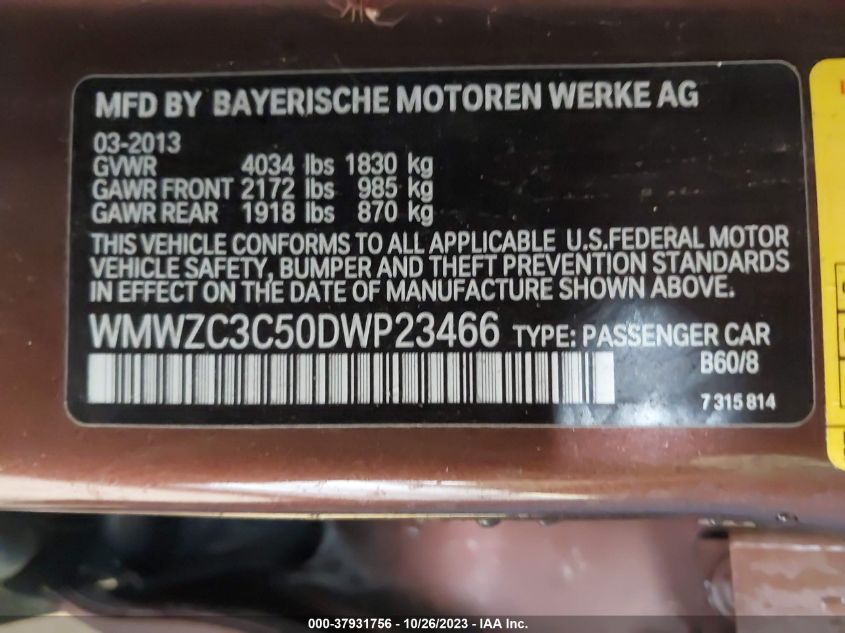 MFD BY BAYERISCHE MOTOREN WERKE AG
03-2013
GVWR 4034 lbs 1830 kg
GAWR FRONT 2172 lbs 985 kg
GAWR REAR 1918 lbs 870 kg
THIS VEHICLE CONFORMS TO ALL APPLICABLE U.S.FEDERAL MOTOR
VEHICLE SAFETY, BUMPER AND THEFT PREVENTION STANDARDS
IN EFFECT ON THE DATE OF MANUFACTURE SHOWN ABOVE.
WMWZC3C50DWP23466 TYPE: PASSENGER CAR
B60/8
7 315 814
000-37931756 - 10/26/2023 - IAA Inc.